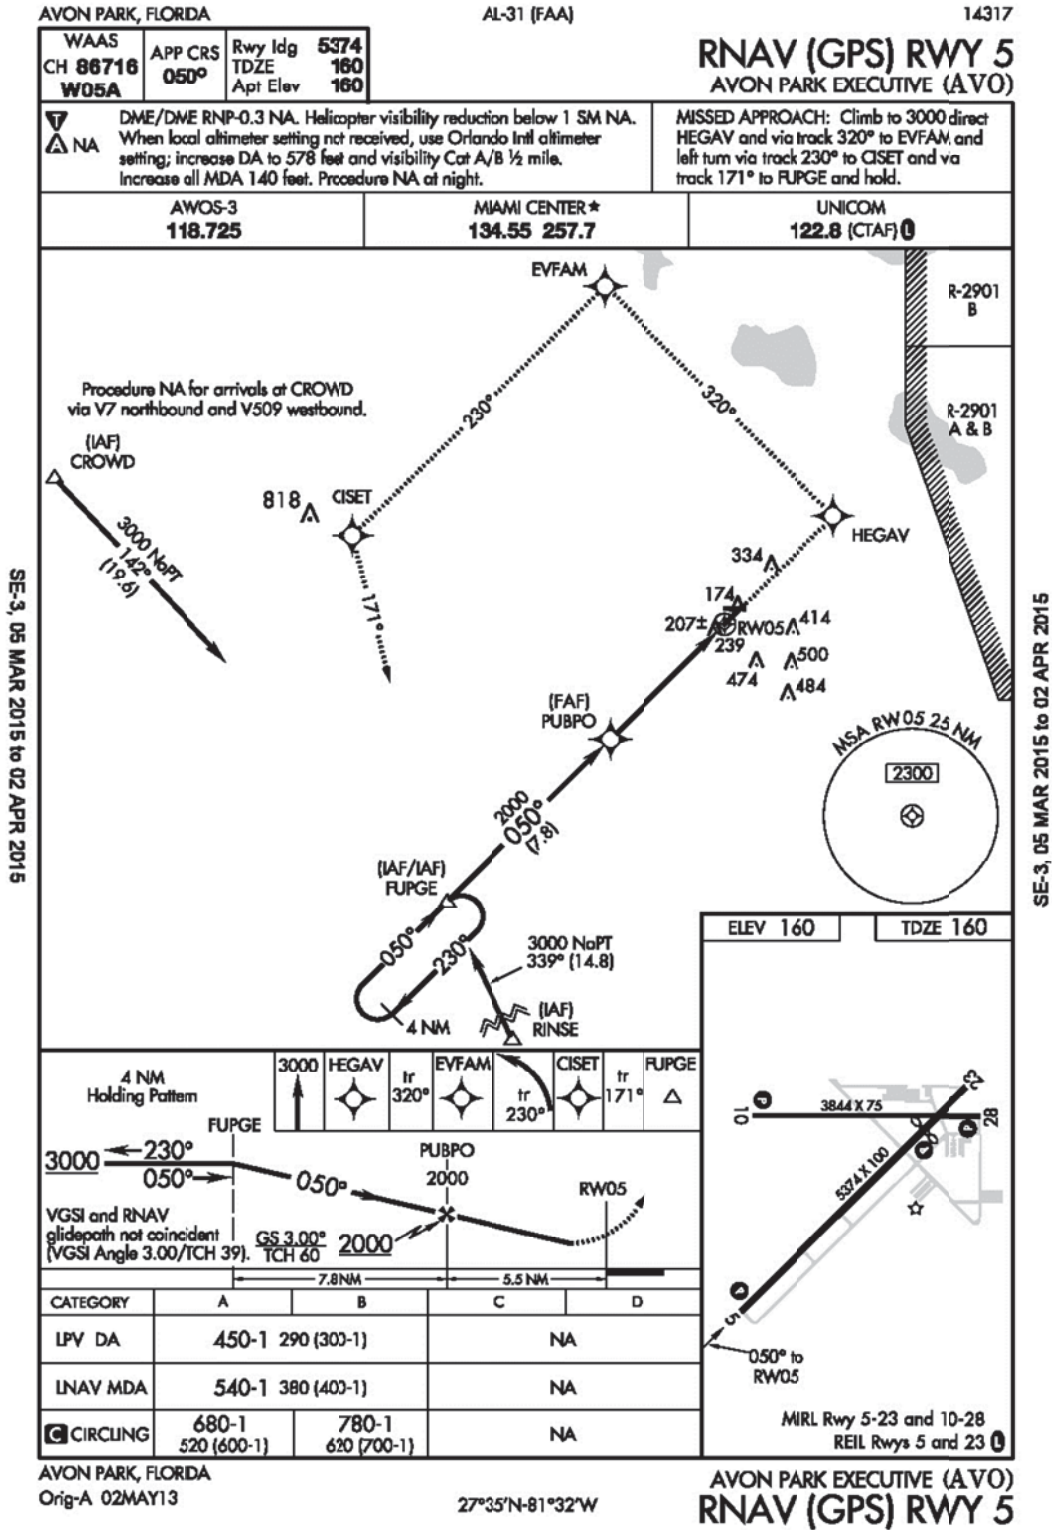 AVON PARK, FLORIDA
AL-31 (FAA)
14317
WAAS
CH 86716
W05A
APP CRS
050°
Rwy ldg 5374
TDZE 160
Apt Elev 160
RNAV (GPS) RWY 5
AVON PARK EXECUTIVE (AVO)
T
A NA
DME/DME RNP-0.3 NA. Helicopter visibility reduction below 1 SM NA.
When local altimeter setting not received, use Orlando Intl altimeter
setting; increase DA to 578 feet and visibility Cat A/B ½ mile.
Increase all MDA 140 feet. Procedure NA at night.
MISSED APPROACH: Climb to 3000 direct
HEGAV and via track 320° to EVFAM and
left turn via track 230° to CISET and via
track 171° to FUPGE and hold.
AWOS-3
118.725
MIAMI CENTER★
134.55 257.7
UNICOM
122.8 (CTAF) L
EVFAM
R-2901
B
Procedure NA for arrivals at CROWD
via V7 northbound and V509 westbound.
230°
320°
R-2901
A & B
(IAF)
CROWD
818
CISET
HEGAV
3000 NoPT
142°
(19.6)
334
171°
174
207±
RW05
414
239
500
474
484
(FAF)
PUBPO
MSA RW05 25 NM
2300
2000
050°
(7.8)
(IAF/IAF)
FUPGE
050°
230°
3000 NoPT
339° (14.8)
4 NM
(IAF)
RINSE
ELEV 160
TDZE 160
4 NM
Holding Pattern
3000
HEGAV
tr
320°
EVFAM
tr
230°
CISET
tr
171°
FUPGE
FUPGE
3000
230°
050°
050°
PUBPO
2000
RW05
VGSI and RNAV
glidepath not coincident
(VGSI Angle 3.00/TCH 39).
GS 3.00°
TCH 60
2000
7.8NM
5.5 NM
10
P
3844 X 75
23
28
P
5374 X 100
5
050° to
RW05
MIRL Rwy 5-23 and 10-28
REIL Rwys 5 and 23 L
CATEGORY A B C D
LPV DA 450-1 290 (300-1) NA
LNAV MDA 540-1 380 (400-1) NA
C CIRCLING 680-1 780-1 NA
520 (600-1) 620 (700-1)
AVON PARK, FLORIDA
Orig-A 02MAY13
27°35'N-81°32'W
AVON PARK EXECUTIVE (AVO)
RNAV (GPS) RWY 5
SE-3, 05 MAR 2015 to 02 APR 2015
SE-3, 05 MAR 2015 to 02 APR 2015